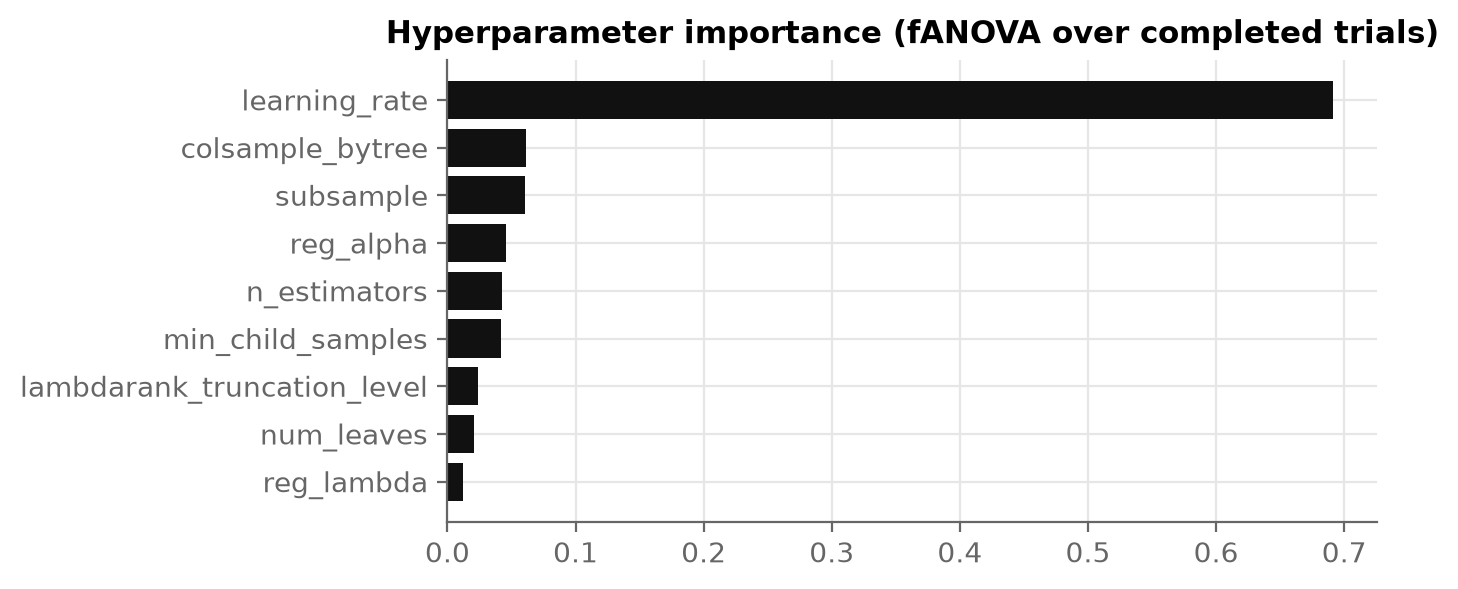 Hyperparameter importance (fANOVA over completed trials)
learning_rate
colsample_bytree
subsample
reg_alpha
n_estimators
min_child_samples
lambdarank_truncation_level
num_leaves
reg_lambda
0.0 0.1 0.2 0.3 0.4 0.5 0.6 0.7